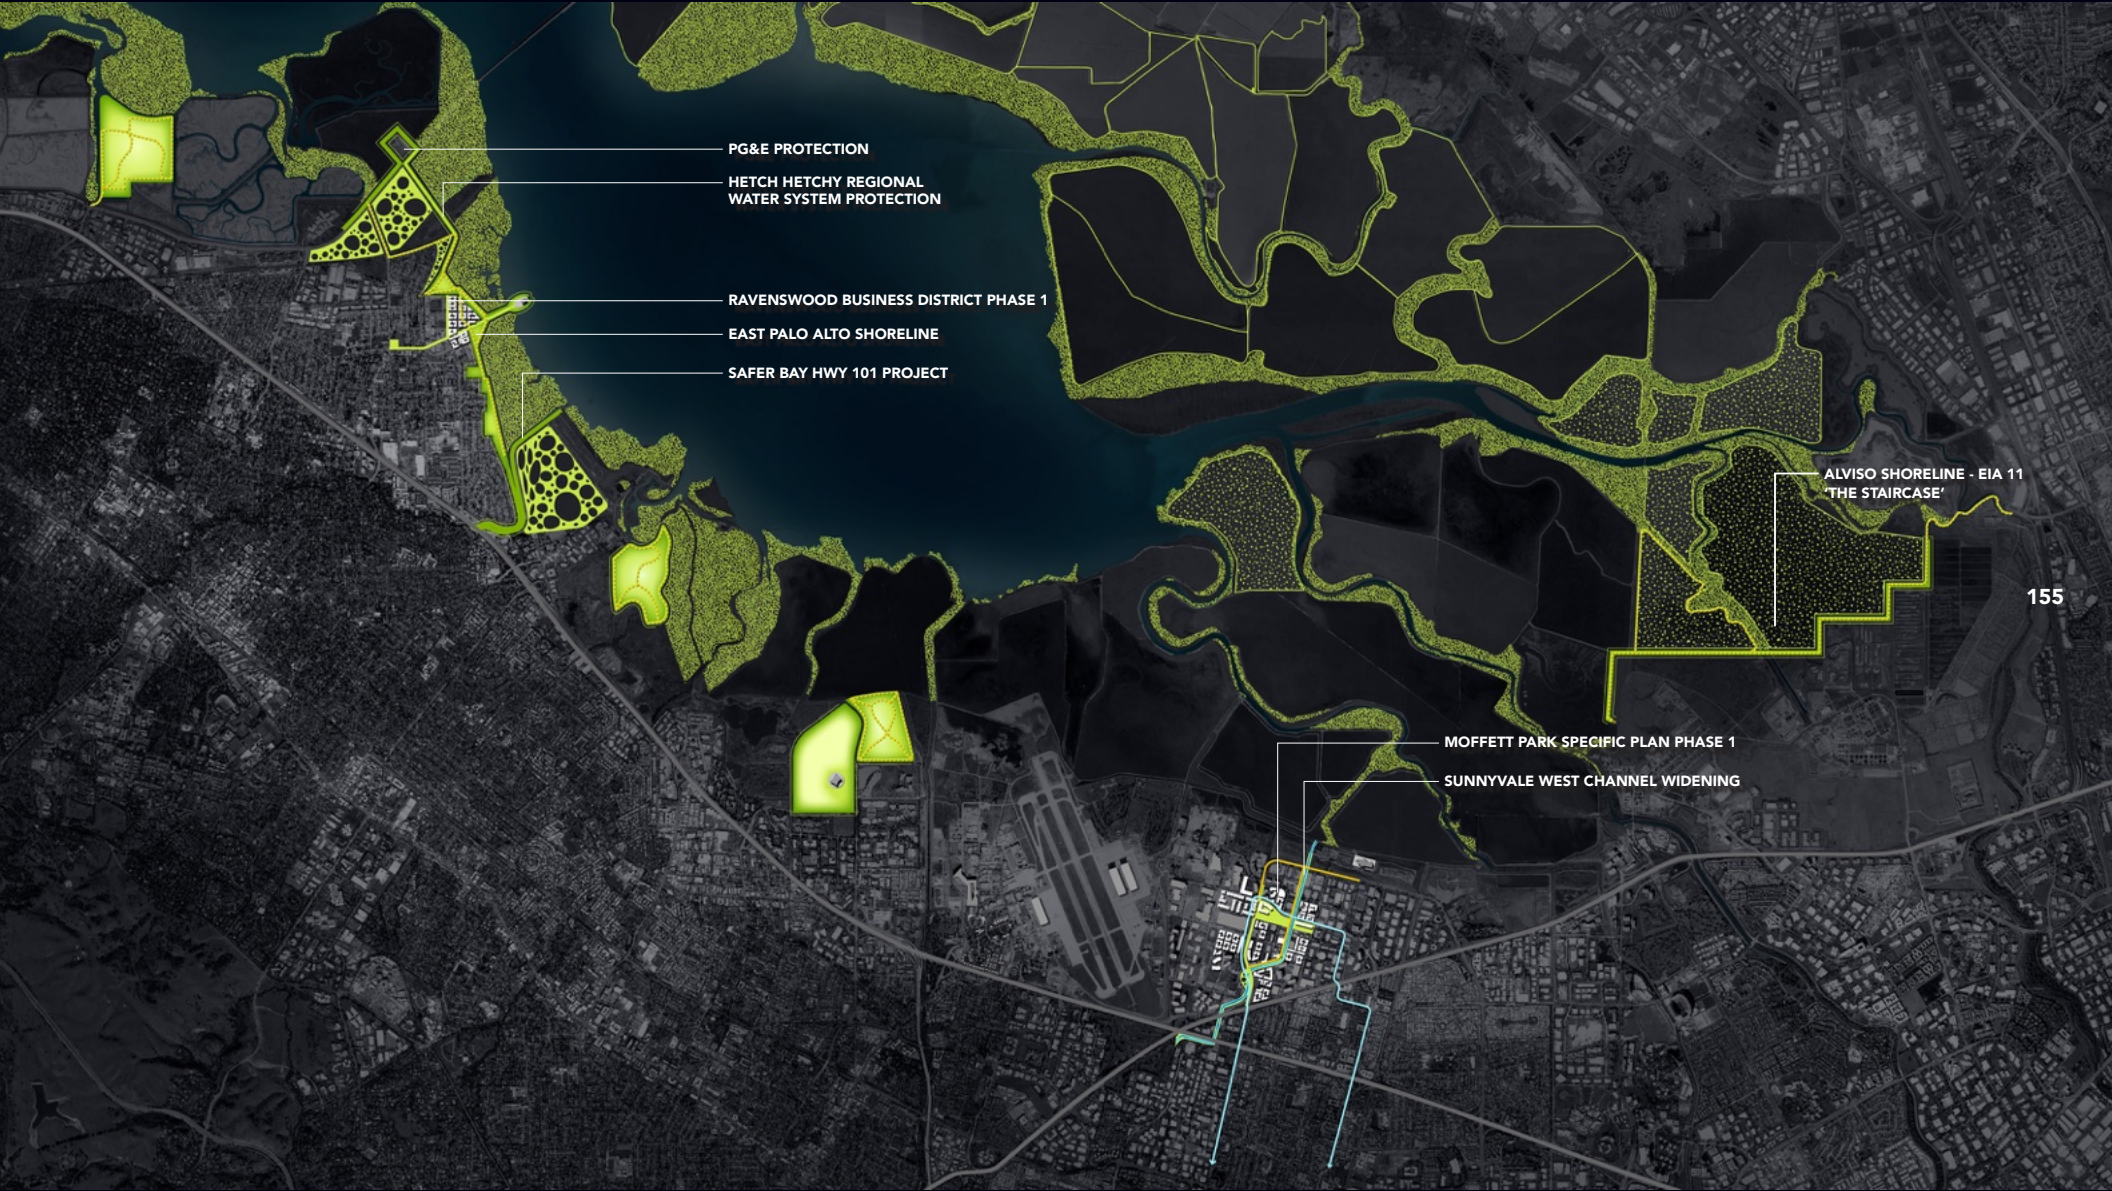 PG&E PROTECTION
HETCH HETCHY REGIONAL
WATER SYSTEM PROTECTION
RAVENSWOOD BUSINESS DISTRICT PHASE 1
EAST PALO ALTO SHORELINE
SAFER BAY HWY 101 PROJECT
ALVISO SHORELINE - EIA 11
'THE STAIRCASE'
155
MOFFETT PARK SPECIFIC PLAN PHASE 1
SUNNYVALE WEST CHANNEL WIDENING